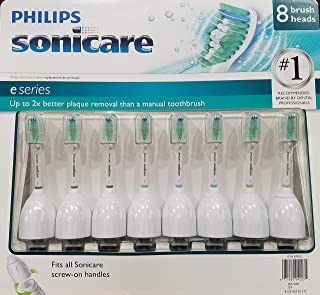 PHILIPS
sonicare
8 brush
heads
e series
Up to 2x better plaque removal than a manual toothbrush
#1
RECOMMENDED
BRAND BY DENTAL
PROFESSIONALS
Fits all Sonicare
screw-on handles